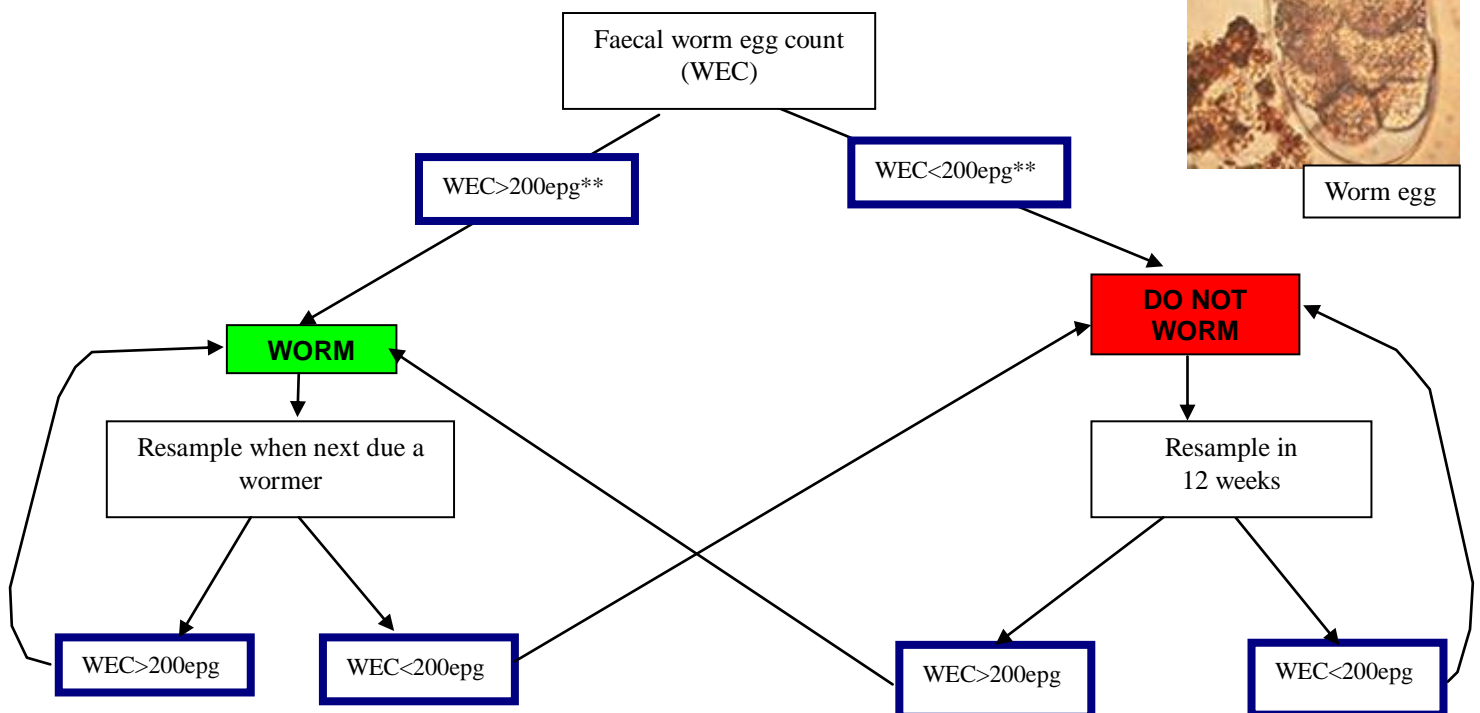 Faecal worm egg count
(WEC)
WEC>200epg**
WEC<200epg**
Worm egg
WORM
DO NOT
WORM
Resample when next due a
wormer
Resample in
12 weeks
WEC>200epg
WEC<200epg
WEC>200epg
WEC<200epg